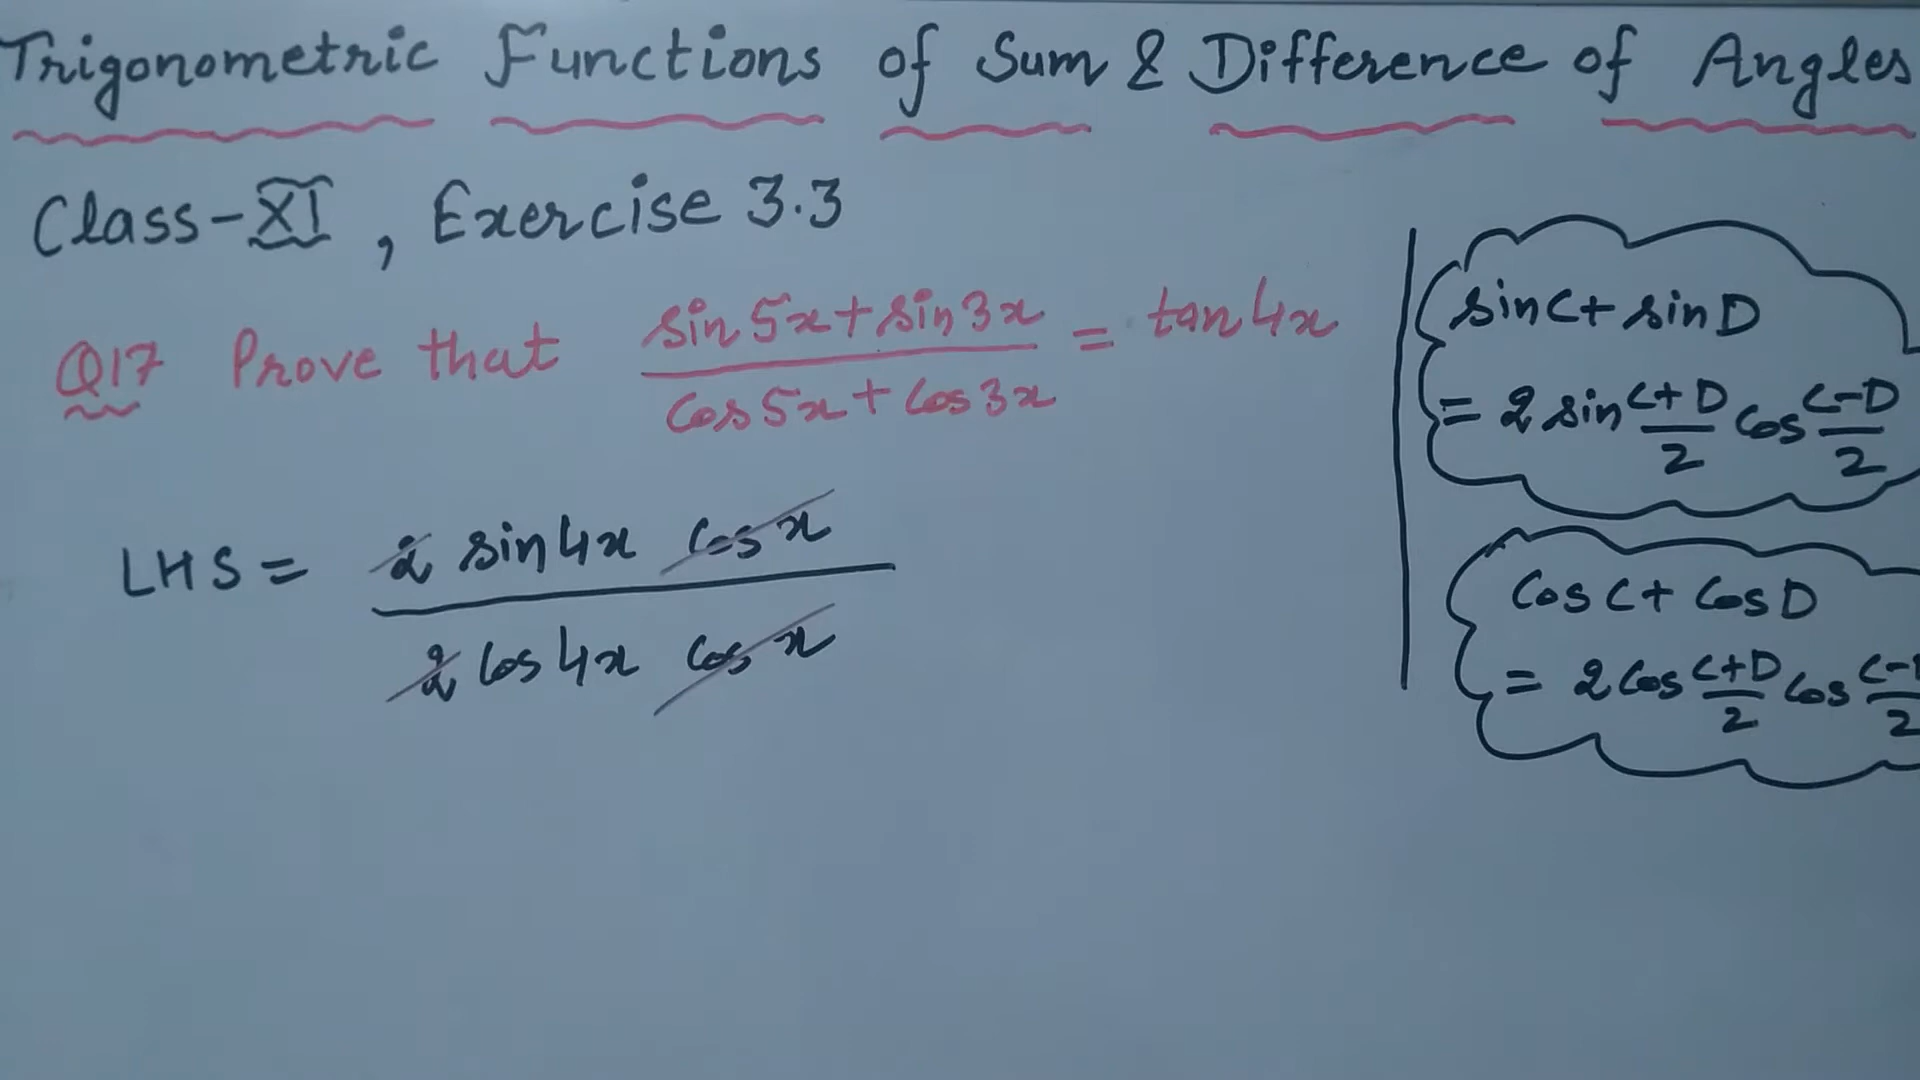 Trigonometric Functions of Sum & Difference of Angles
Class-XI, Exercise 3.3
Q17 Prove that (sin 5x + sin 3x)/(cos 5x + cos 3x) = tan 4x
LHS = (2 sin 4x cos x)/(2 cos 4x cos x)
sin C + sin D
= 2 sin (C+D)/2 cos (C-D)/2
cos C + cos D
= 2 cos (C+D)/2 cos (C-)/2